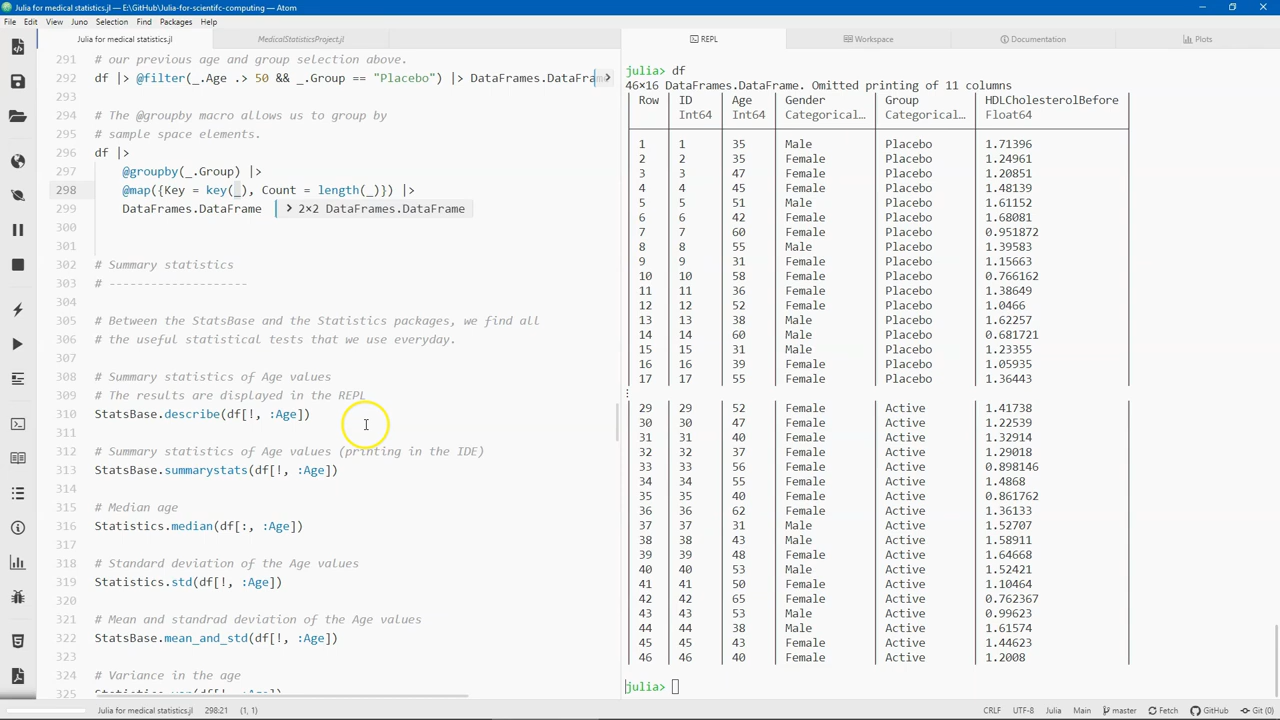 Julia for medical statistics.jl — E:\GitHub\Julia-for-scientifc-computing — Atom
File Edit View Juno Selection Find Packages Help
Julia for medical statistics.jl
MedicalStatisticsProject.jl
REPL
Workspace
Documentation
Plots
291 # our previous age and group selection above.
292 df |> @filter(_.Age .> 50 && _.Group == "Placebo") |> DataFrames.DataFrame
293
294 # The @groupby macro allows us to group by
295 # sample space elements.
296 df |>
297 @groupby(_.Group) |>
298 @map({Key = key(_), Count = length(_)}) |>
299 DataFrames.DataFrame > 2×2 DataFrames.DataFrame
300
301
302 # Summary statistics
303 # --------------------
304
305 # Between the StatsBase and the Statistics packages, we find all
306 # the useful statistical tests that we use everyday.
307
308 # Summary statistics of Age values
309 # The results are displayed in the REPL
310 StatsBase.describe(df[!, :Age])
311
312 # Summary statistics of Age values (printing in the IDE)
313 StatsBase.summarystats(df[!, :Age])
314
315 # Median age
316 Statistics.median(df[:, :Age])
317
318 # Standard deviation of the Age values
319 Statistics.std(df[!, :Age])
320
321 # Mean and standrad deviation of the Age values
322 StatsBase.mean_and_std(df[!, :Age])
323
324 # Variance in the age
325 Statistics.var(df[!, :Age])
julia> df
46×16 DataFrames.DataFrame. Omitted printing of 11 columns
Row ID Age Gender Group HDLCholesterolBefore
Int64 Int64 Categorical… Categorical… Float64
1 1 35 Male Placebo 1.71396
2 2 35 Female Placebo 1.24961
3 3 47 Female Placebo 1.20851
4 4 45 Female Placebo 1.48139
5 5 51 Male Placebo 1.61152
6 6 42 Female Placebo 1.68081
7 7 60 Female Placebo 0.951872
8 8 55 Male Placebo 1.39583
9 9 31 Female Placebo 1.15663
10 10 58 Female Placebo 0.766162
11 11 36 Female Placebo 1.38649
12 12 52 Female Placebo 1.0466
13 13 38 Male Placebo 1.62257
14 14 60 Male Placebo 0.681721
15 15 31 Male Placebo 1.23355
16 16 39 Female Placebo 1.05935
17 17 55 Female Placebo 1.36443
⋮
29 29 52 Female Active 1.41738
30 30 47 Female Active 1.22539
31 31 40 Female Active 1.32914
32 32 37 Female Active 1.29018
33 33 56 Female Active 0.898146
34 34 55 Female Active 1.4868
35 35 40 Female Active 0.861762
36 36 62 Female Active 1.36133
37 37 31 Male Active 1.52707
38 38 43 Male Active 1.58911
39 39 48 Female Active 1.64668
40 40 53 Male Active 1.52421
41 41 50 Female Active 1.10464
42 42 65 Female Active 0.762367
43 43 53 Male Active 0.99623
44 44 38 Male Active 1.61574
45 45 43 Female Active 1.44623
46 46 40 Female Active 1.2008
julia>
Julia for medical statistics.jl 298:21 (1, 1) CRLF UTF-8 Julia Main master Fetch GitHub Git (0)